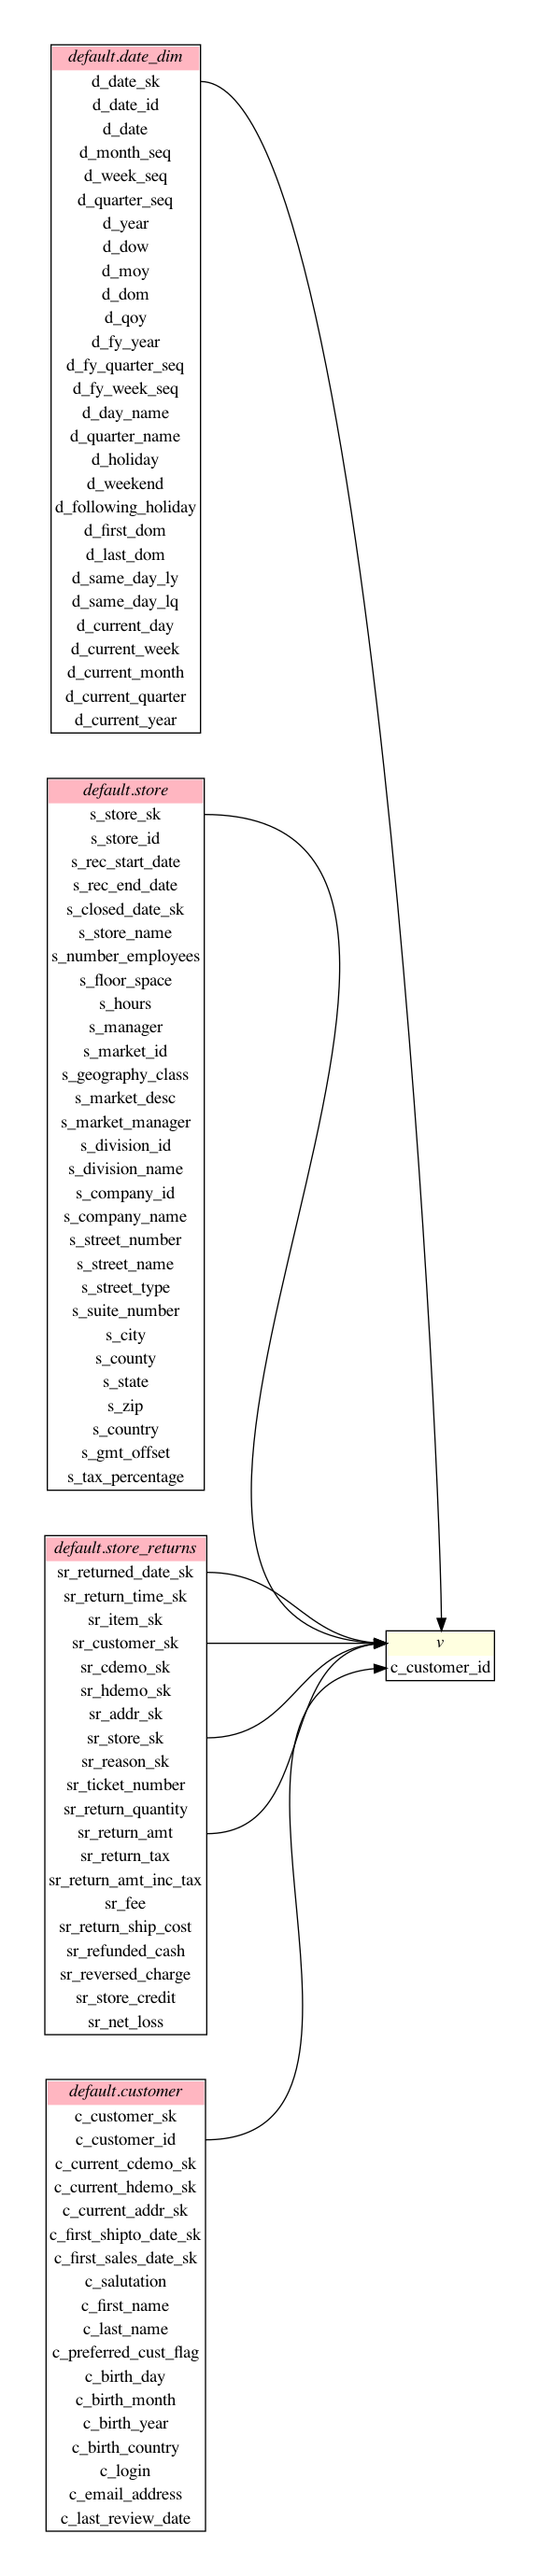 default.date_dim
d_date_sk
d_date_id
d_date
d_month_seq
d_week_seq
d_quarter_seq
d_year
d_dow
d_moy
d_dom
d_qoy
d_fy_year
d_fy_quarter_seq
d_fy_week_seq
d_day_name
d_quarter_name
d_holiday
d_weekend
d_following_holiday
d_first_dom
d_last_dom
d_same_day_ly
d_same_day_lq
d_current_day
d_current_week
d_current_month
d_current_quarter
d_current_year
default.store
s_store_sk
s_store_id
s_rec_start_date
s_rec_end_date
s_closed_date_sk
s_store_name
s_number_employees
s_floor_space
s_hours
s_manager
s_market_id
s_geography_class
s_market_desc
s_market_manager
s_division_id
s_division_name
s_company_id
s_company_name
s_street_number
s_street_name
s_street_type
s_suite_number
s_city
s_county
s_state
s_zip
s_country
s_gmt_offset
s_tax_percentage
default.store_returns
sr_returned_date_sk
sr_return_time_sk
sr_item_sk
sr_customer_sk
sr_cdemo_sk
sr_hdemo_sk
sr_addr_sk
sr_store_sk
sr_reason_sk
sr_ticket_number
sr_return_quantity
sr_return_amt
sr_return_tax
sr_return_amt_inc_tax
sr_fee
sr_return_ship_cost
sr_refunded_cash
sr_reversed_charge
sr_store_credit
sr_net_loss
default.customer
c_customer_sk
c_customer_id
c_current_cdemo_sk
c_current_hdemo_sk
c_current_addr_sk
c_first_shipto_date_sk
c_first_sales_date_sk
c_salutation
c_first_name
c_last_name
c_preferred_cust_flag
c_birth_day
c_birth_month
c_birth_year
c_birth_country
c_login
c_email_address
c_last_review_date
v
c_customer_id